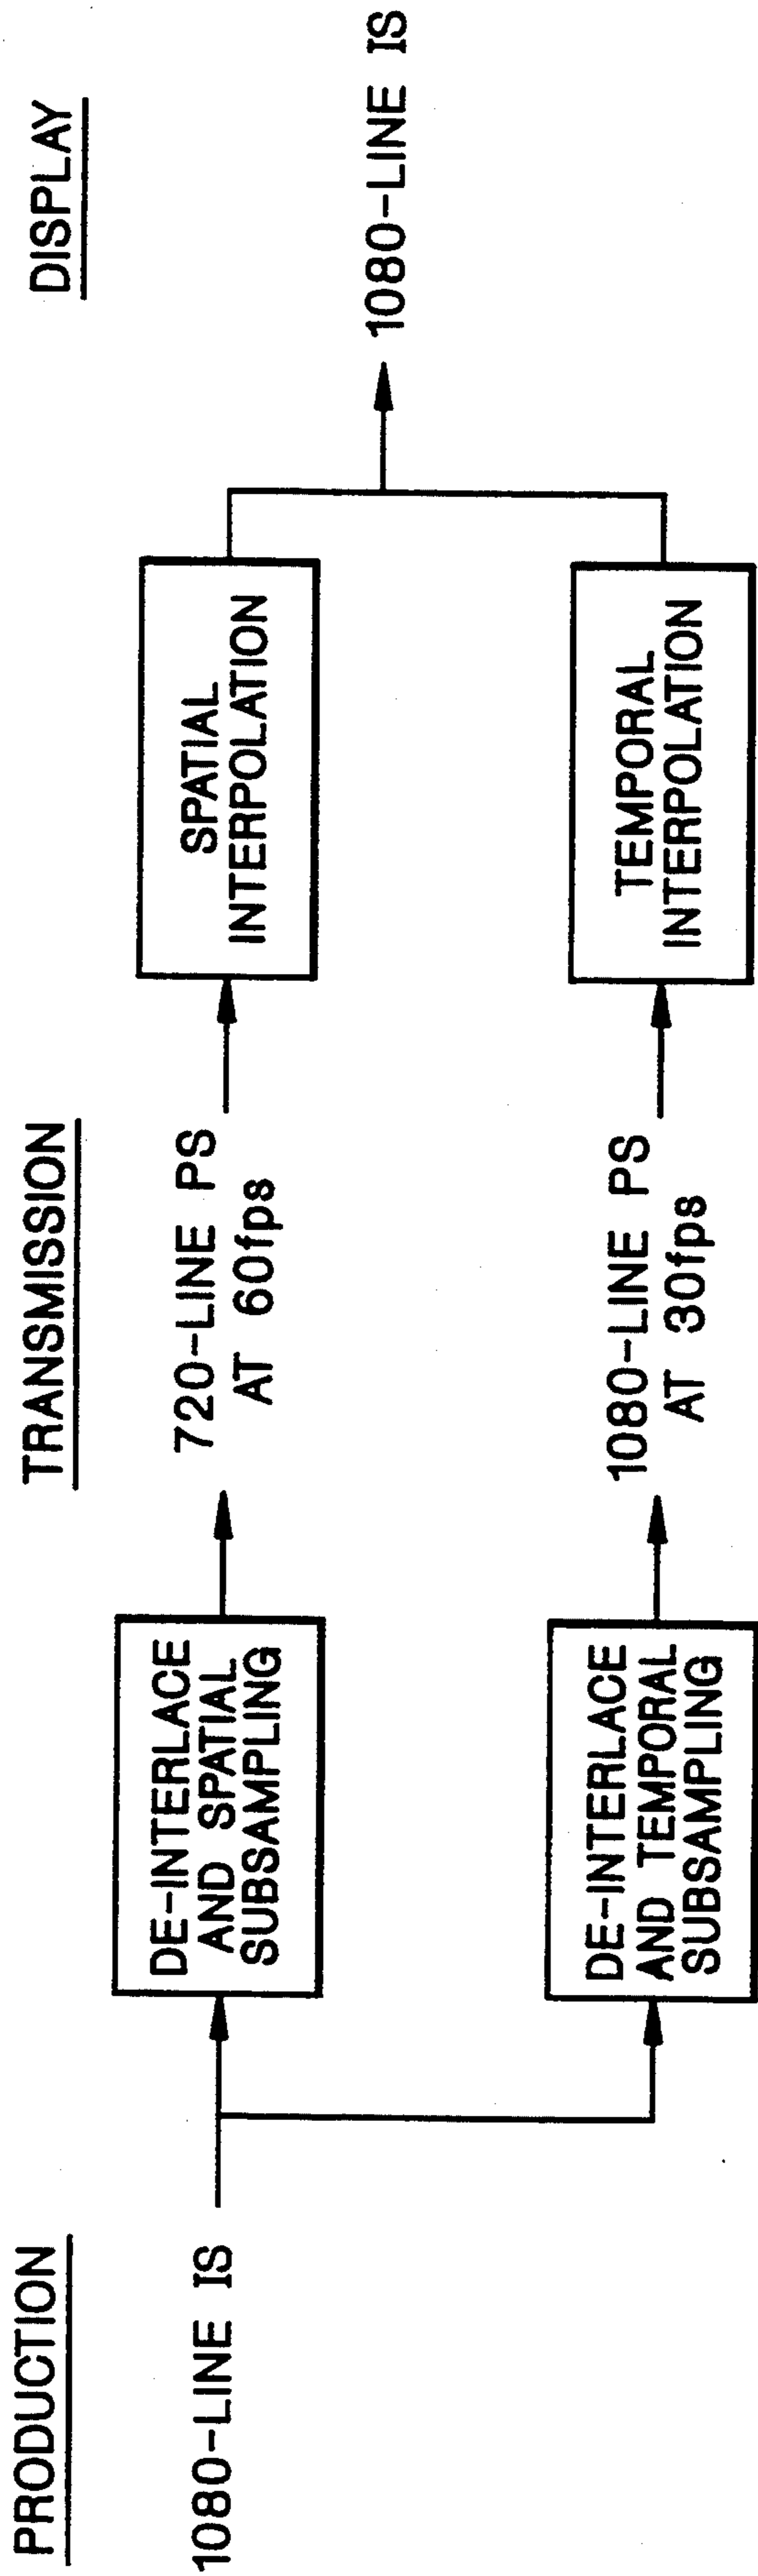 PRODUCTION
TRANSMISSION
DISPLAY
1080-LINE IS
DE-INTERLACE
AND SPATIAL
SUBSAMPLING
720-LINE PS
AT 60fps
SPATIAL
INTERPOLATION
1080-LINE IS
DE-INTERLACE
AND TEMPORAL
SUBSAMPLING
1080-LINE PS
AT 30fps
TEMPORAL
INTERPOLATION